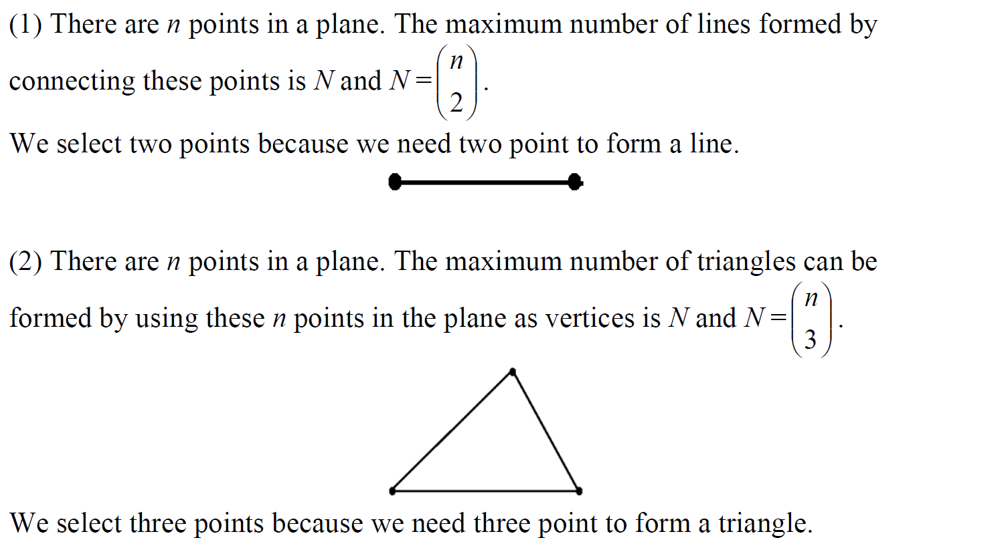 (1) There are n points in a plane. The maximum number of lines formed by
connecting these points is N and N = (n 2).
We select two points because we need two point to form a line.
(2) There are n points in a plane. The maximum number of triangles can be
formed by using these n points in the plane as vertices is N and N = (n 3).
We select three points because we need three point to form a triangle.